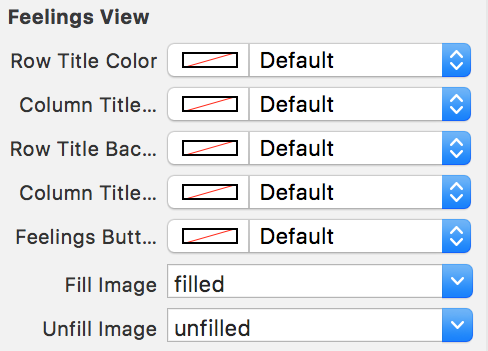 Feelings View
Row Title Color Default
Column Title... Default
Row Title Bac... Default
Column Title... Default
Feelings Butt... Default
Fill Image filled
Unfill Image unfilled